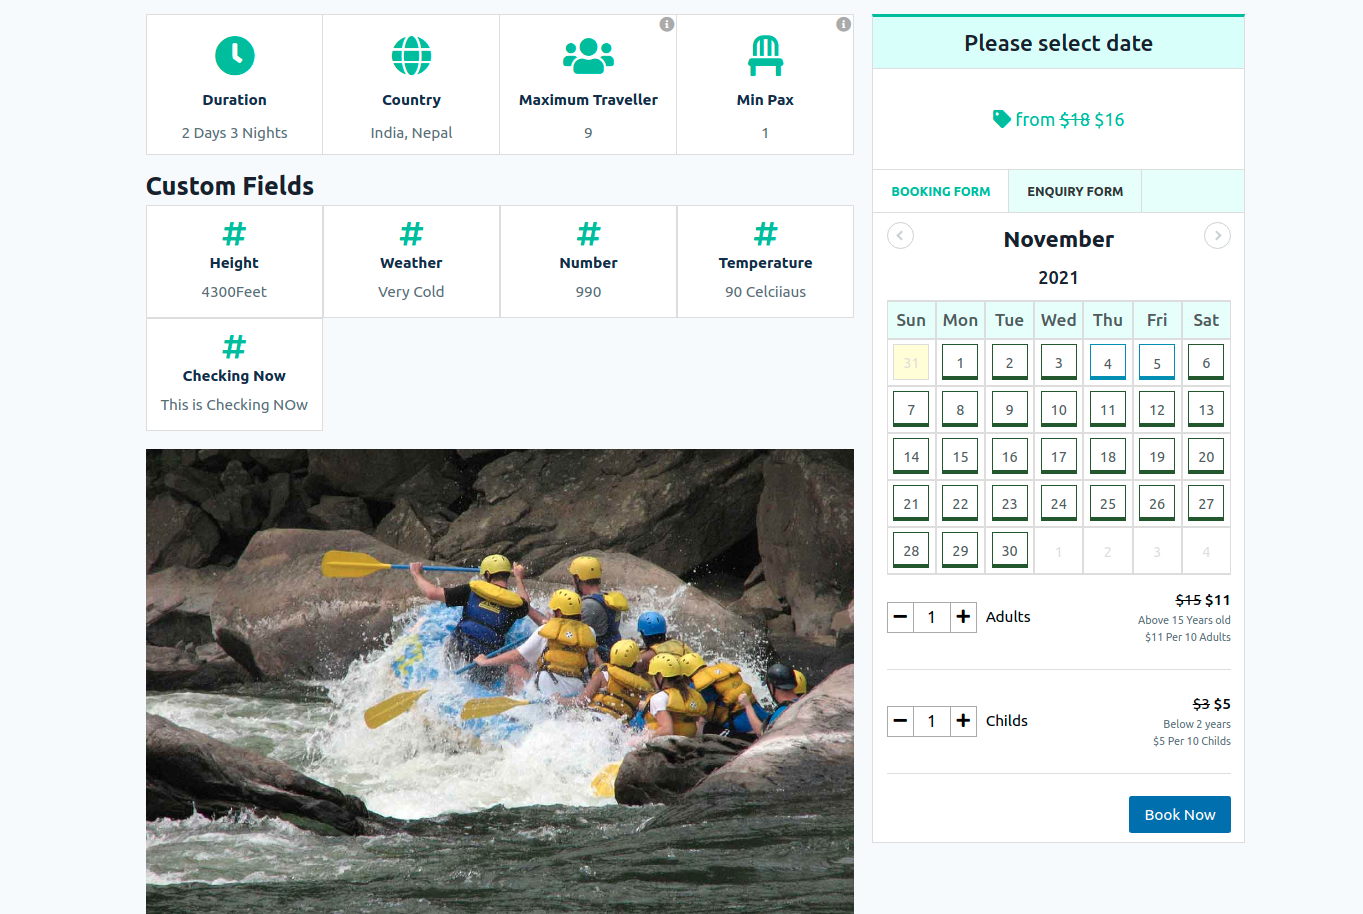 Duration
2 Days 3 Nights
Country
India, Nepal
Maximum Traveller
9
Min Pax
1
Custom Fields
Height
4300Feet
Weather
Very Cold
Number
990
Temperature
90 Celciiaus
Checking Now
This is Checking NOw
Please select date
from $18 $16
BOOKING FORM ENQUIRY FORM
November
2021
Sun Mon Tue Wed Thu Fri Sat
31 1 2 3 4 5 6
7 8 9 10 11 12 13
14 15 16 17 18 19 20
21 22 23 24 25 26 27
28 29 30 1 2 3 4
1 Adults
$15 $11
Above 15 Years old
$11 Per 10 Adults
1 Childs
$3 $5
Below 2 years
$5 Per 10 Childs
Book Now